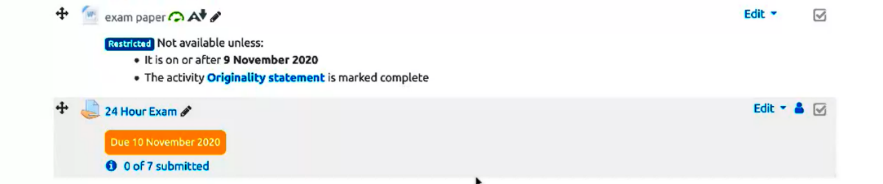 exam paper A Edit
Restricted Not available unless:
It is on or after 9 November 2020
The activity Originality statement is marked complete
24 Hour Exam Edit
Due 10 November 2020
0 of 7 submitted